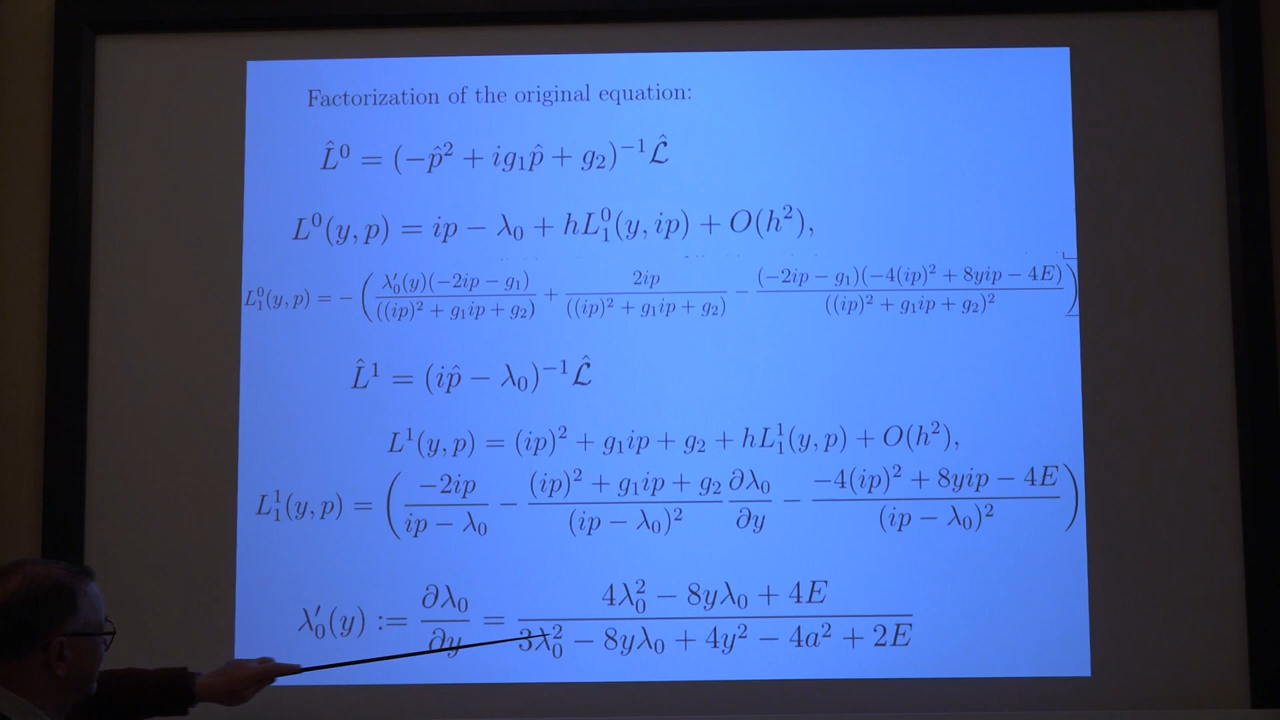 Factorization of the original equation:
L̂⁰ = (−p̂² + ig₁p̂ + g₂)⁻¹ℒ̂
L⁰(y, p) = ip − λ₀ + hL₁⁰(y, ip) + O(h²),
L₁⁰(y, p) = −( λ₀′(y)(−2ip − g₁) / ((ip)² + g₁ip + g₂) + 2ip / ((ip)² + g₁ip + g₂) − (−2ip − g₁)(−4(ip)² + 8yip − 4E) / ((ip)² + g₁ip + g₂)² )
L̂¹ = (ip̂ − λ₀)⁻¹ℒ̂
L¹(y, p) = (ip)² + g₁ip + g₂ + hL₁¹(y, p) + O(h²),
L₁¹(y, p) = ( −2ip / (ip − λ₀) − (ip)² + g₁ip + g₂ / (ip − λ₀)² ∂λ₀/∂y − −4(ip)² + 8yip − 4E / (ip − λ₀)² )
λ₀′(y) := ∂λ₀/∂y = 4λ₀² − 8yλ₀ + 4E / 3λ₀² − 8yλ₀ + 4y² − 4a² + 2E